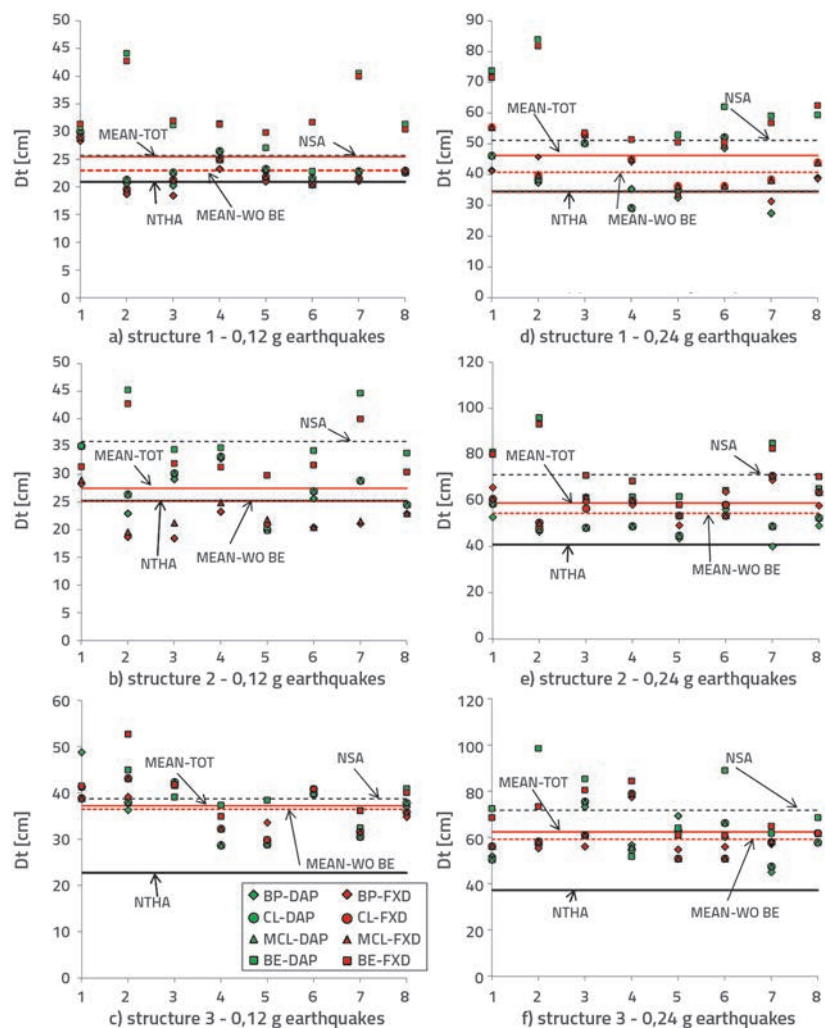 Dt [cm]
50
45
40
35
30
25
20
15
10
5
0
MEAN-TOT
NSA
NTHA
MEAN-WO BE
1 2 3 4 5 6 7 8
a) structure 1 - 0,12 g earthquakes
Dt [cm]
90
80
70
60
50
40
30
20
10
0
MEAN-TOT
NSA
NTHA
MEAN-WO BE
1 2 3 4 5 6 7 8
d) structure 1 - 0,24 g earthquakes
Dt [cm]
50
45
40
35
30
25
20
15
10
5
0
NSA
MEAN-TOT
NTHA
MEAN-WO BE
1 2 3 4 5 6 7 8
b) structure 2 - 0,12 g earthquakes
Dt [cm]
120
100
80
60
40
20
0
NSA
MEAN-TOT
NTHA
MEAN-WO BE
1 2 3 4 5 6 7 8
e) structure 2 - 0,24 g earthquakes
Dt [cm]
60
50
40
30
20
10
0
MEAN-TOT
NSA
MEAN-WO BE
NTHA
BP-DAP BP-FXD
CL-DAP CL-FXD
MCL-DAP MCL-FXD
BE-DAP BE-FXD
1 2 3 4 5 6 7 8
c) structure 3 - 0,12 g earthquakes
Dt [cm]
120
100
80
60
40
20
0
NSA
MEAN-TOT
MEAN-WO BE
NTHA
1 2 3 4 5 6 7 8
f) structure 3 - 0,24 g earthquakes